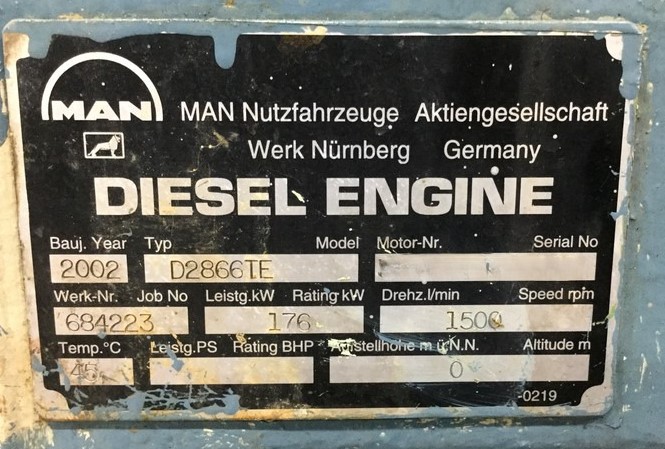 MAN
MAN Nutzfahrzeuge Aktiengesellschaft
Werk Nürnberg Germany
DIESEL ENGINE
Bauj. Year Typ Model Motor-Nr. Serial No
2002 D2866TE
Werk-Nr. Job No Leistg.kW Rating kW Drehz.l/min Speed rpm
684223 176 1500
Temp.°C Leistg.PS Rating BHP Aufstellhöhe m ü.N.N. Altitude m
45 0
-0219